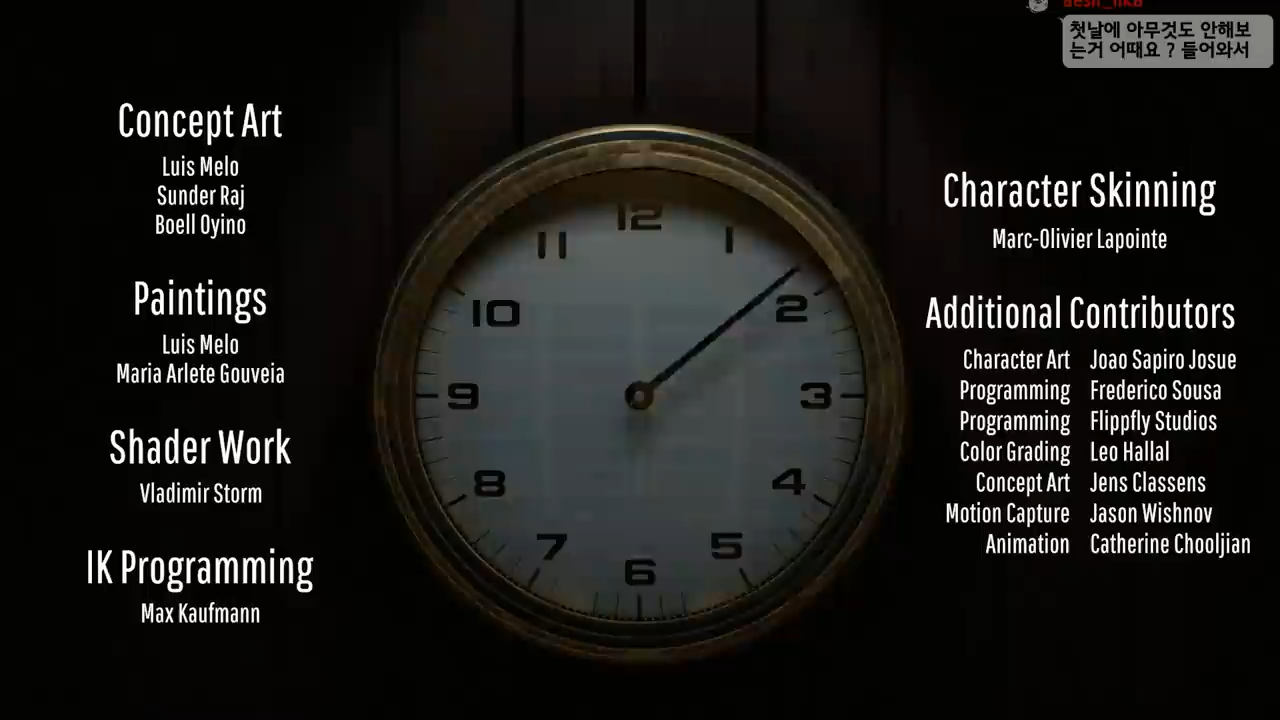 첫날에 아무것도 안해보
는거 어때요 ? 들어와서
Concept Art
Luis Melo
Sunder Raj
Boell Oyino
Paintings
Luis Melo
Maria Arlete Gouveia
Shader Work
Vladimir Storm
IK Programming
Max Kaufmann
12
1
2
3
4
5
6
7
8
9
10
11
Character Skinning
Marc-Olivier Lapointe
Additional Contributors
Character Art Joao Sapiro Josue
Programming Frederico Sousa
Programming Flippfly Studios
Color Grading Leo Hallal
Concept Art Jens Classens
Motion Capture Jason Wishnov
Animation Catherine Chooljian